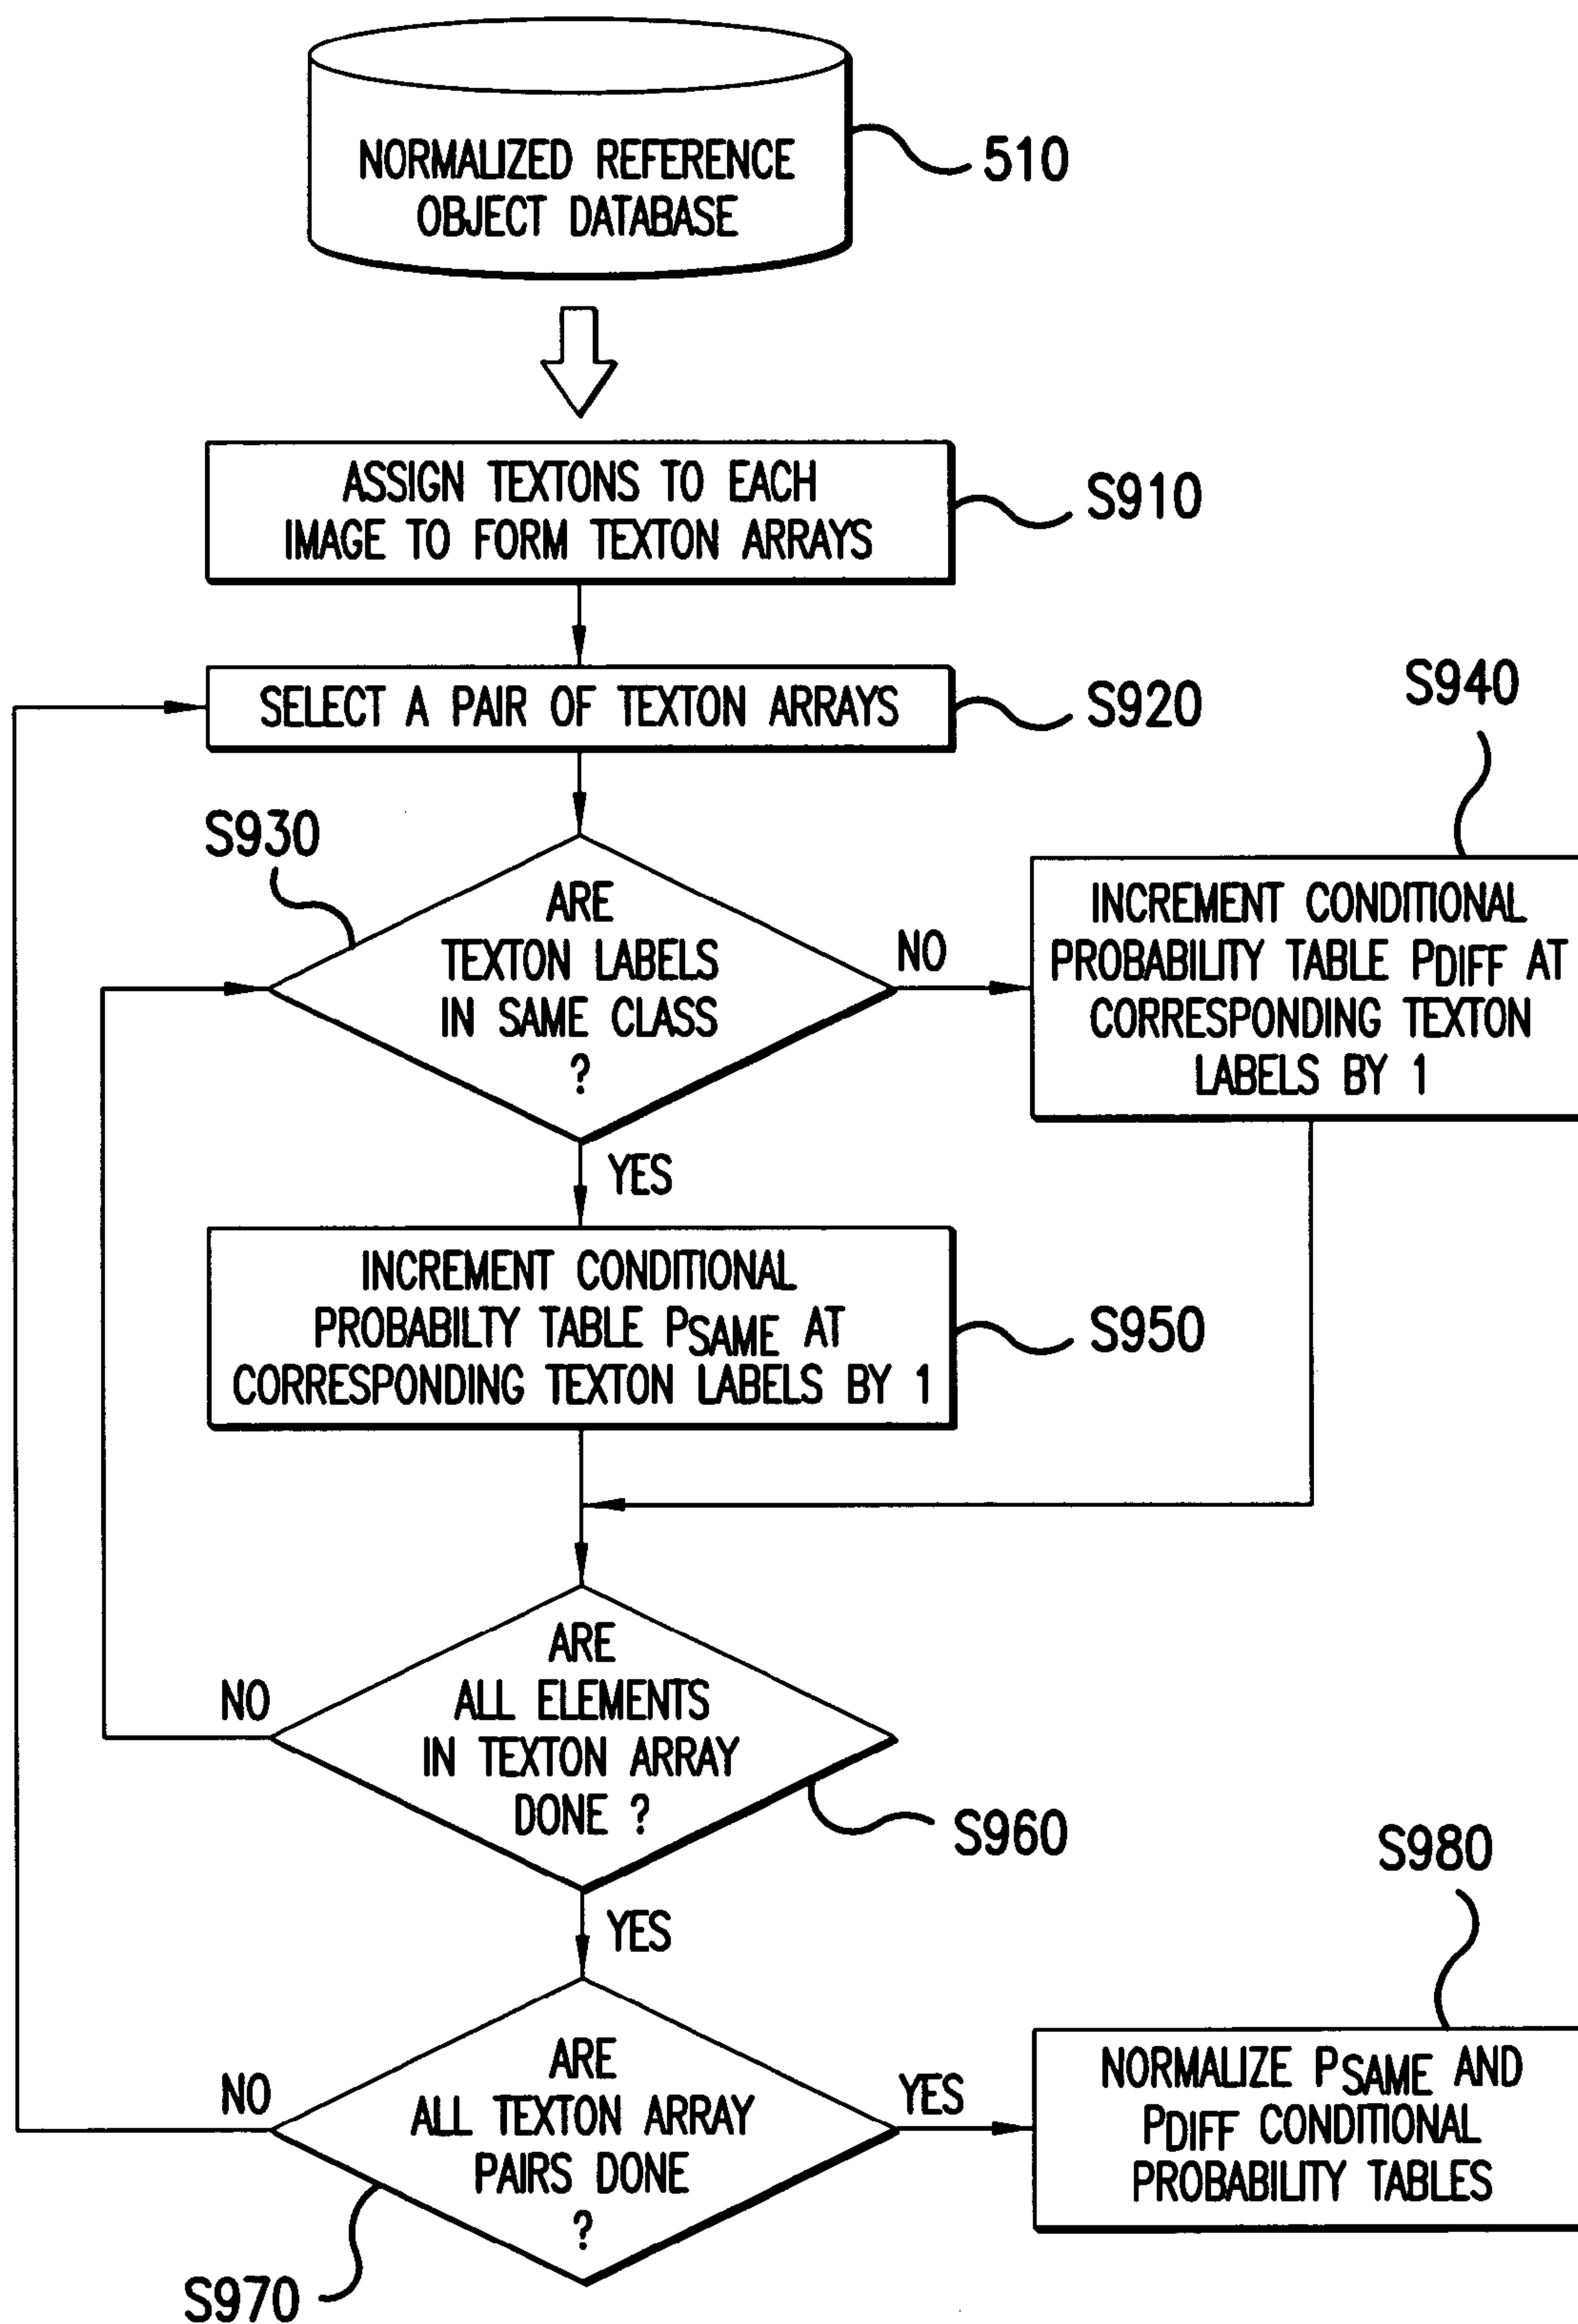 NORMALIZED REFERENCE
OBJECT DATABASE
510
ASSIGN TEXTONS TO EACH
IMAGE TO FORM TEXTON ARRAYS
S910
SELECT A PAIR OF TEXTON ARRAYS
S920
S930
ARE
TEXTON LABELS
IN SAME CLASS
?
NO
S940
INCREMENT CONDITIONAL
PROBABILITY TABLE PDIFF AT
CORRESPONDING TEXTON
LABELS BY 1
YES
INCREMENT CONDITIONAL
PROBABILTY TABLE PSAME AT
CORRESPONDING TEXTON LABELS BY 1
S950
ARE
ALL ELEMENTS
IN TEXTON ARRAY
DONE ?
NO
S960
YES
ARE
ALL TEXTON ARRAY
PAIRS DONE
?
NO
S970
YES
S980
NORMALIZE PSAME AND
PDIFF CONDITIONAL
PROBABILITY TABLES